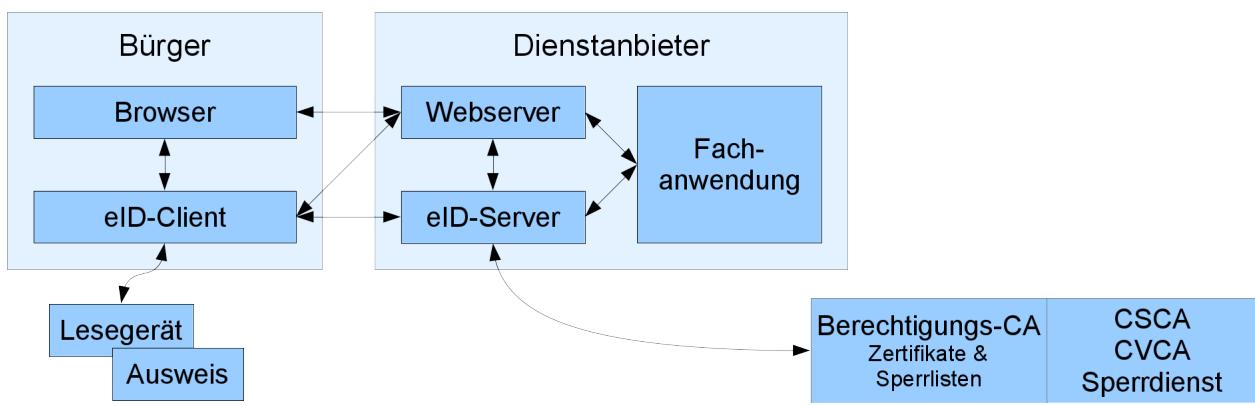 Bürger
Browser
eID-Client
Lesegerät
Ausweis
Dienstanbieter
Webserver
eID-Server
Fach-
anwendung
Berechtigungs-CA
Zertifikate &
Sperrlisten
CSCA
CVCA
Sperrdienst